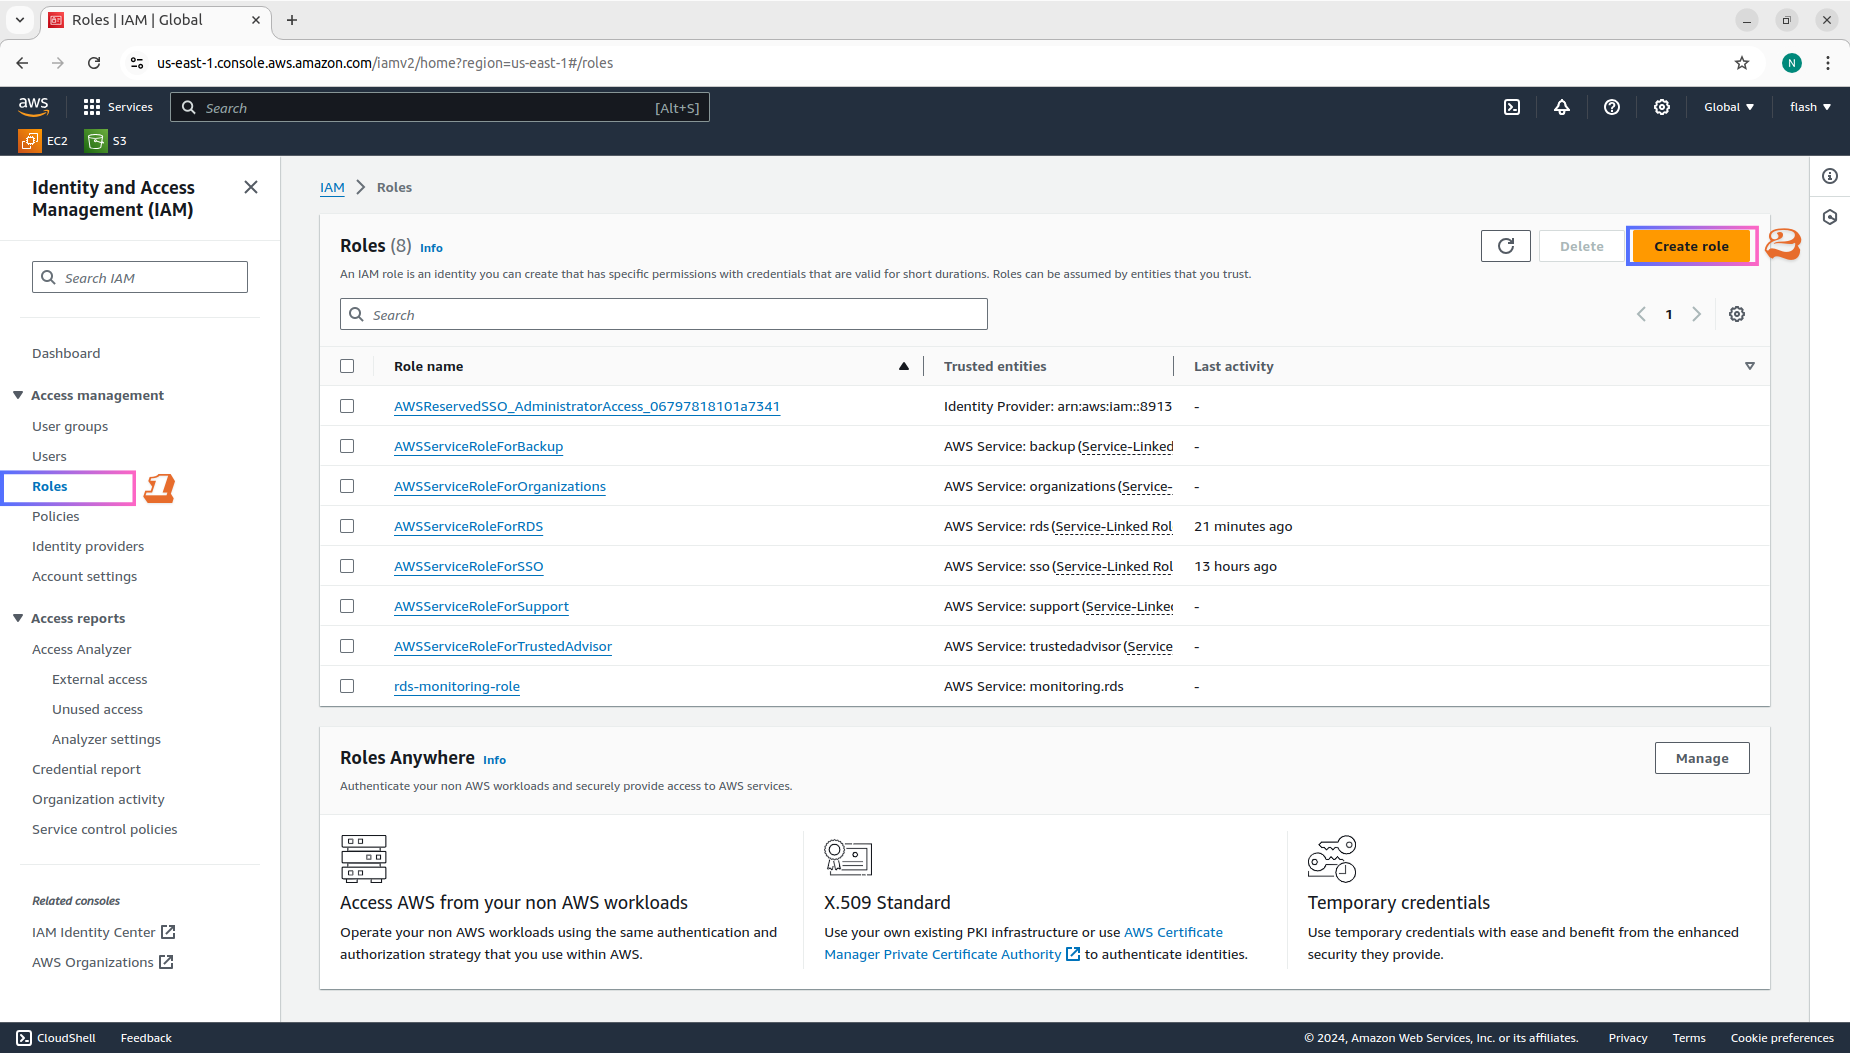 Roles | IAM | Global
us-east-1.console.aws.amazon.com/iamv2/home?region=us-east-1#/roles
N
aws
Services
Search
[Alt+S]
Global
flash
EC2
S3
Identity and Access
Management (IAM)
Search IAM
Dashboard
Access management
User groups
Users
Roles
1
Policies
Identity providers
Account settings
Access reports
Access Analyzer
External access
Unused access
Analyzer settings
Credential report
Organization activity
Service control policies
Related consoles
IAM Identity Center
AWS Organizations
IAM > Roles
Roles (8) Info
Delete
Create role
2
An IAM role is an identity you can create that has specific permissions with credentials that are valid for short durations. Roles can be assumed by entities that you trust.
Search
1
Role name Trusted entities Last activity
AWSReservedSSO_AdministratorAccess_06797818101a7341 Identity Provider: arn:aws:iam::8913 -
AWSServiceRoleForBackup AWS Service: backup (Service-Linked -
AWSServiceRoleForOrganizations AWS Service: organizations (Service- -
AWSServiceRoleForRDS AWS Service: rds (Service-Linked Rol 21 minutes ago
AWSServiceRoleForSSO AWS Service: sso (Service-Linked Rol 13 hours ago
AWSServiceRoleForSupport AWS Service: support (Service-Linked -
AWSServiceRoleForTrustedAdvisor AWS Service: trustedadvisor (Service -
rds-monitoring-role AWS Service: monitoring.rds -
Roles Anywhere Info
Manage
Authenticate your non AWS workloads and securely provide access to AWS services.
Access AWS from your non AWS workloads
Operate your non AWS workloads using the same authentication and
authorization strategy that you use within AWS.
X.509 Standard
Use your own existing PKI infrastructure or use AWS Certificate
Manager Private Certificate Authority to authenticate identities.
Temporary credentials
Use temporary credentials with ease and benefit from the enhanced
security they provide.
CloudShell
Feedback
© 2024, Amazon Web Services, Inc. or its affiliates.
Privacy
Terms
Cookie preferences